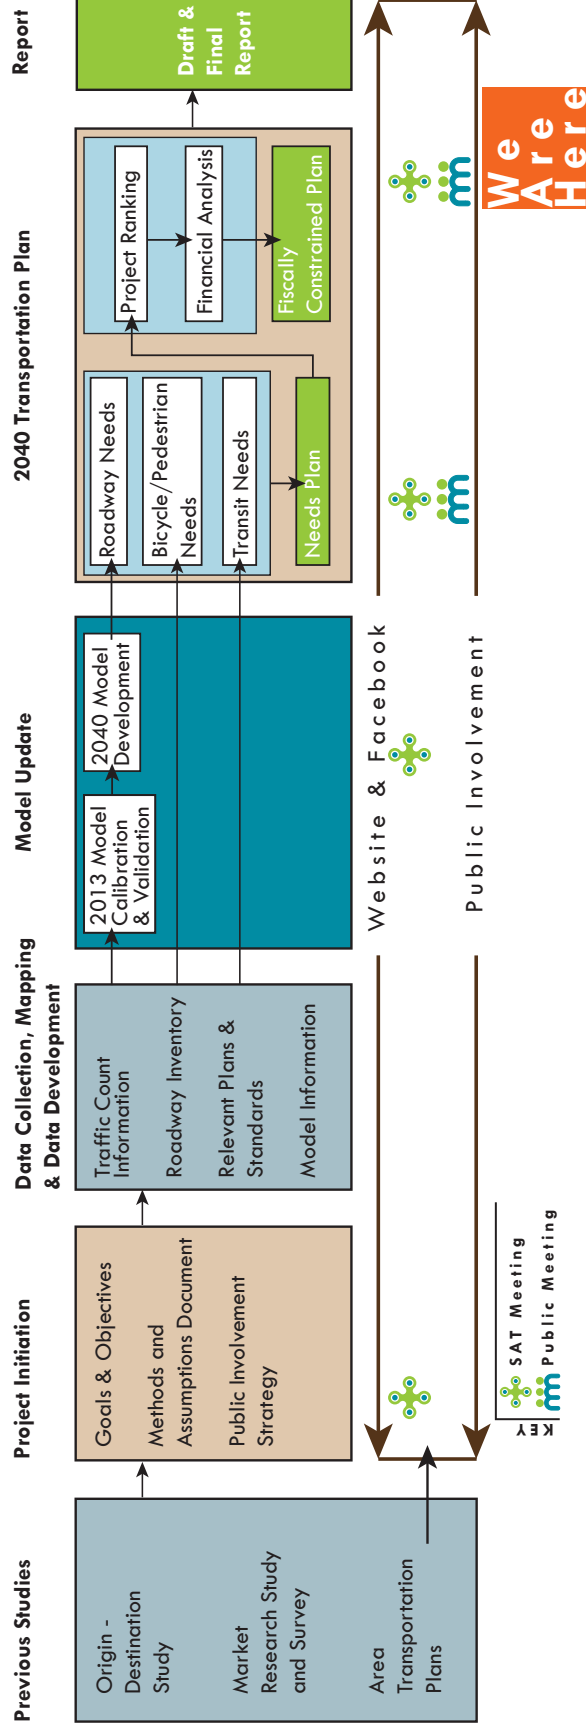 Previous Studies
Origin -
Destination
Study
Market
Research Study
and Survey
Area
Transportation
Plans
Project Initiation
Goals & Objectives
Methods and
Assumptions Document
Public Involvement
Strategy
Data Collection, Mapping
& Data Development
Traffic Count
Information
Roadway Inventory
Relevant Plans &
Standards
Model Information
Model Update
2013 Model
Calibration
& Validation
2040 Model
Development
2040 Transportation Plan
Roadway Needs
Bicycle/Pedestrian
Needs
Transit Needs
Needs Plan
Project Ranking
Financial Analysis
Fiscally
Constrained Plan
Report
Draft &
Final
Report
Website & Facebook
Public Involvement
KEY
SAT Meeting
Public Meeting
We
Are
Here